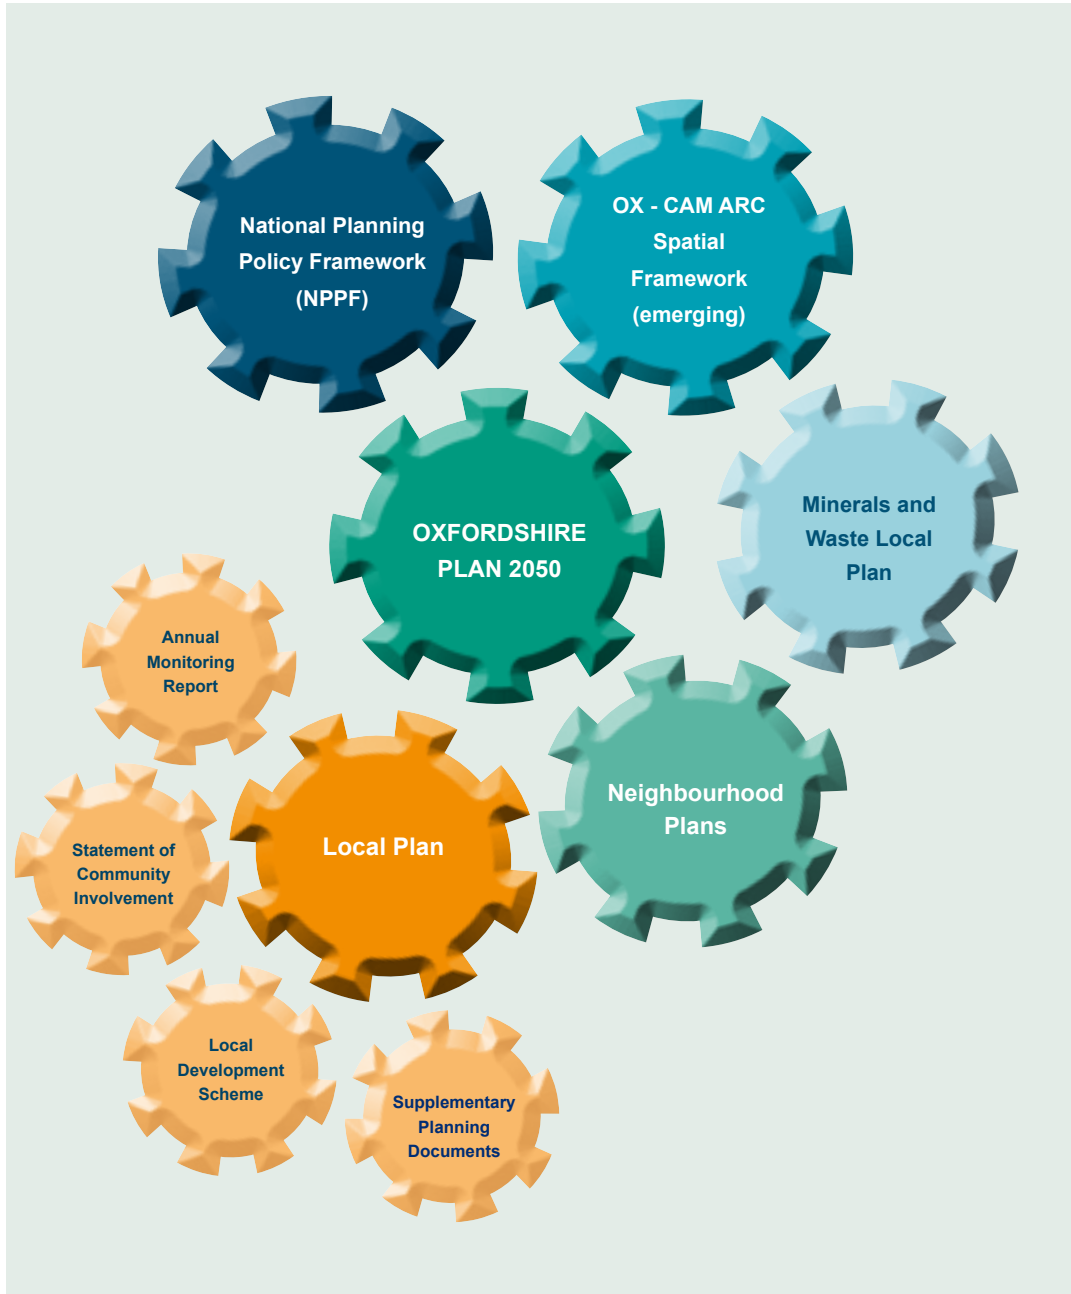 National Planning
Policy Framework
(NPPF)
OX - CAM ARC
Spatial
Framework
(emerging)
OXFORDSHIRE
PLAN 2050
Minerals and
Waste Local
Plan
Annual
Monitoring
Report
Neighbourhood
Plans
Local Plan
Statement of
Community
Involvement
Local
Development
Scheme
Supplementary
Planning
Documents